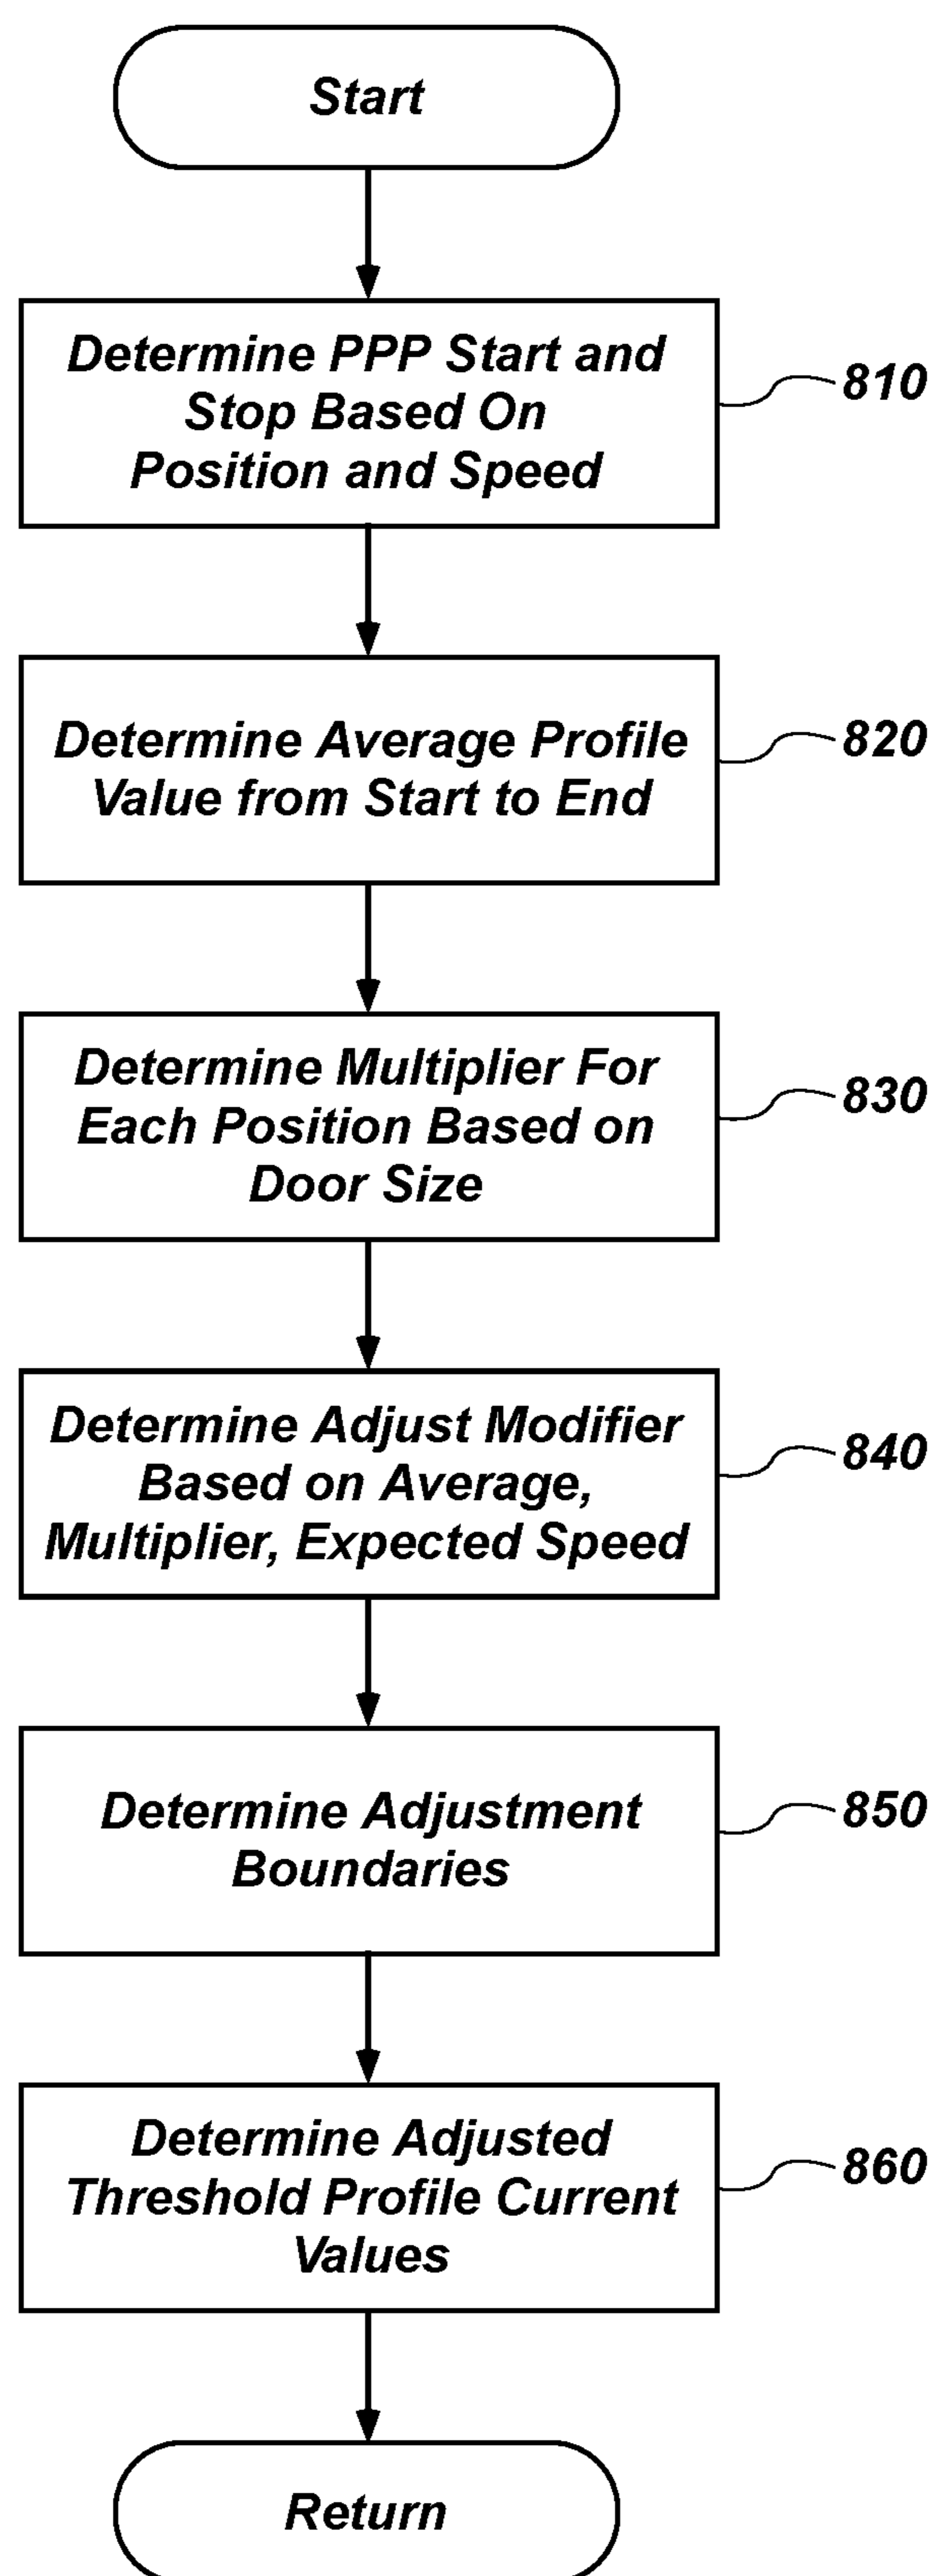 Start
Determine PPP Start and
Stop Based On
Position and Speed
810
Determine Average Profile
Value from Start to End
820
Determine Multiplier For
Each Position Based on
Door Size
830
Determine Adjust Modifier
Based on Average,
Multiplier, Expected Speed
840
Determine Adjustment
Boundaries
850
Determine Adjusted
Threshold Profile Current
Values
860
Return